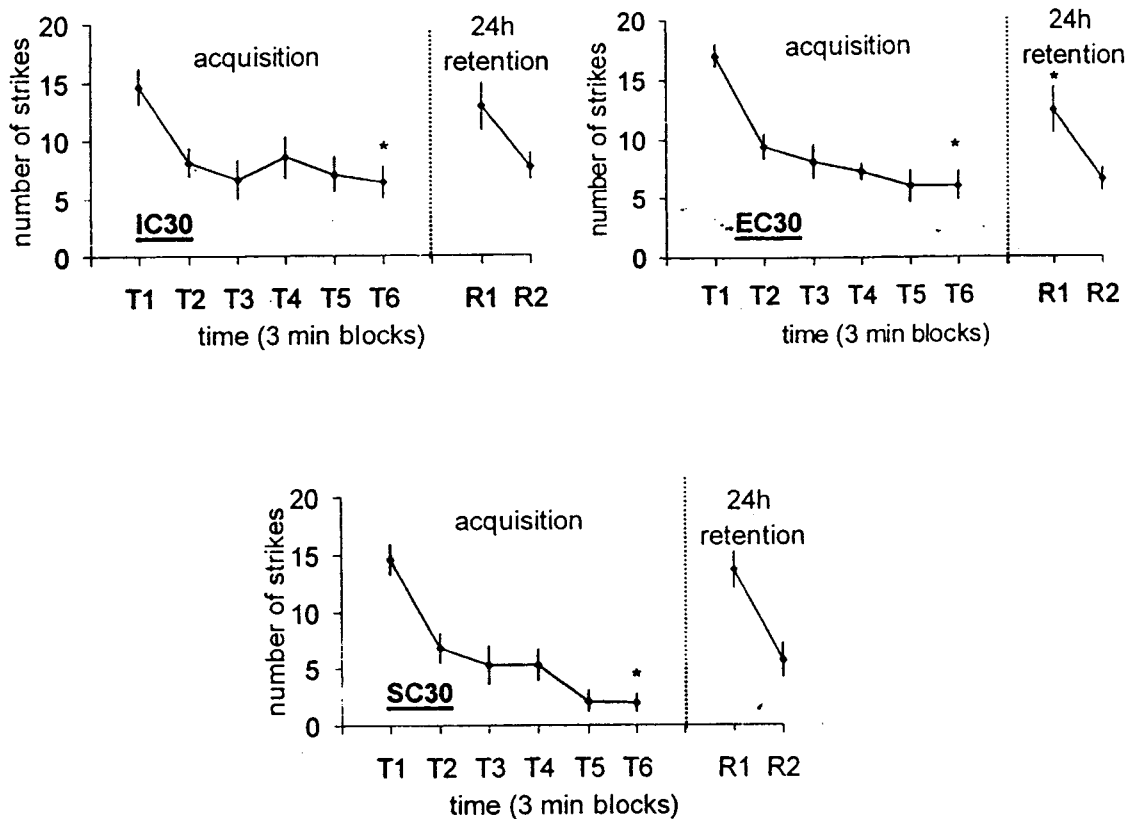 20
15
10
5
0
number of strikes
acquisition
24h
retention
*
IC30
T1 T2 T3 T4 T5 T6 R1 R2
time (3 min blocks)
20
15
10
5
0
number of strikes
acquisition
24h
retention
*
*
EC30
T1 T2 T3 T4 T5 T6 R1 R2
time (3 min blocks)
20
15
10
5
0
number of strikes
acquisition
24h
retention
*
SC30
T1 T2 T3 T4 T5 T6 R1 R2
time (3 min blocks)